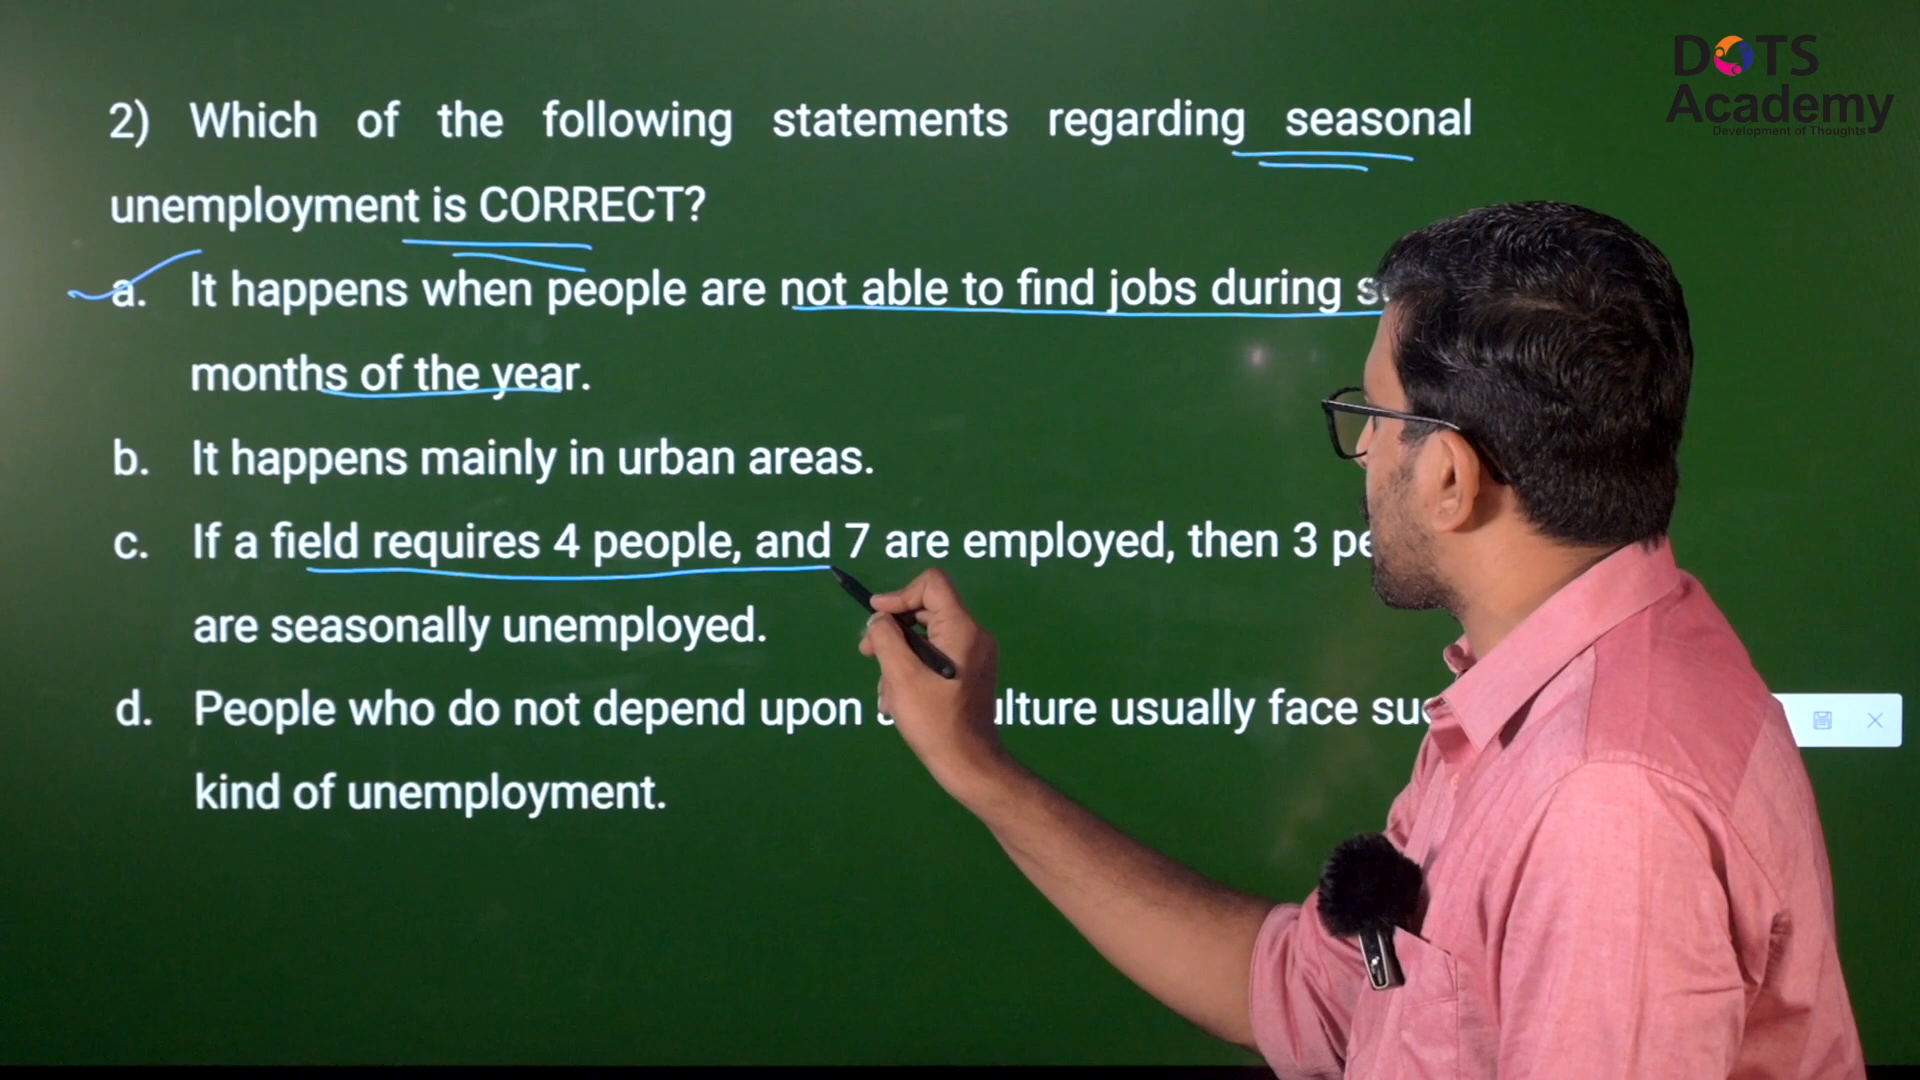 DOTS
Academy
Development of Thoughts
2) Which of the following statements regarding seasonal
unemployment is CORRECT?
a. It happens when people are not able to find jobs during
months of the year.
b. It happens mainly in urban areas.
c. If a field requires 4 people, and 7 are employed, then 3
are seasonally unemployed.
d. People who do not depend upon usually face
kind of unemployment.